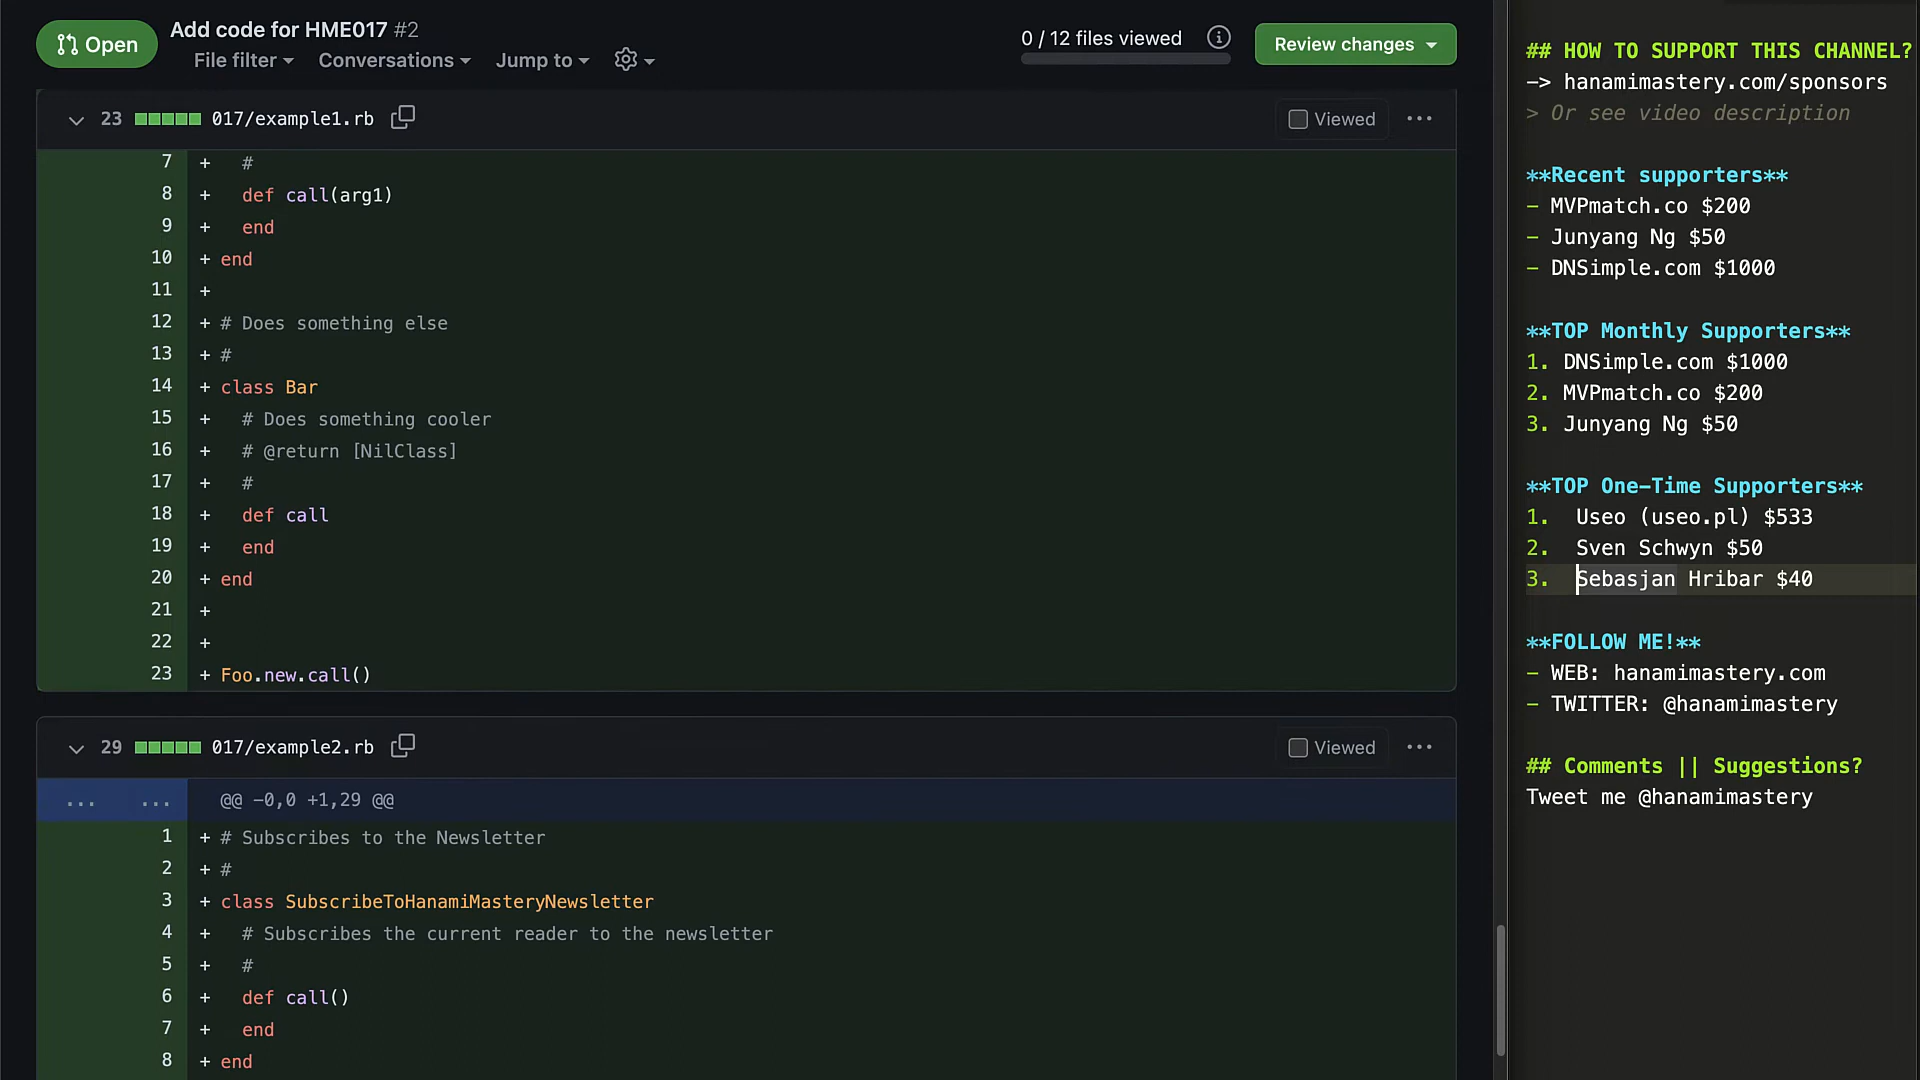 Open
Add code for HME017 #2
File filter
Conversations
Jump to
0 / 12 files viewed
Review changes
23 017/example1.rb
Viewed
7 + #
8 + def call(arg1)
9 + end
10 + end
11 +
12 + # Does something else
13 + #
14 + class Bar
15 + # Does something cooler
16 + # @return [NilClass]
17 + #
18 + def call
19 + end
20 + end
21 +
22 +
23 + Foo.new.call()
29 017/example2.rb
Viewed
... ... @@ -0,0 +1,29 @@
1 + # Subscribes to the Newsletter
2 + #
3 + class SubscribeToHanamiMasteryNewsletter
4 + # Subscribes the current reader to the newsletter
5 + #
6 + def call()
7 + end
8 + end
## HOW TO SUPPORT THIS CHANNEL?
-> hanamimastery.com/sponsors
> Or see video description
**Recent supporters**
- MVPmatch.co $200
- Junyang Ng $50
- DNSimple.com $1000
**TOP Monthly Supporters**
1. DNSimple.com $1000
2. MVPmatch.co $200
3. Junyang Ng $50
**TOP One-Time Supporters**
1. Useo (useo.pl) $533
2. Sven Schwyn $50
3. Sebasjan Hribar $40
**FOLLOW ME!**
- WEB: hanamimastery.com
- TWITTER: @hanamimastery
## Comments || Suggestions?
Tweet me @hanamimastery